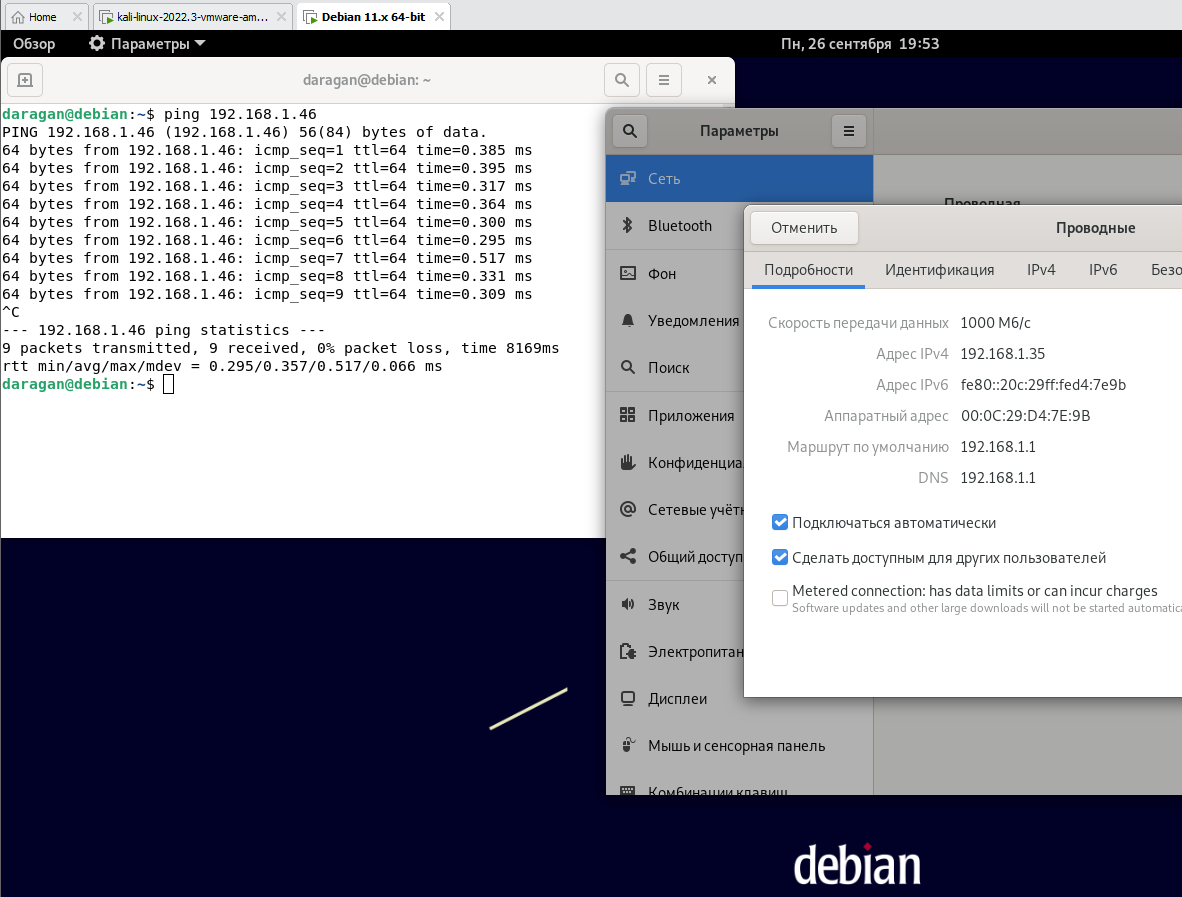 Home
kali-linux-2022.3-vmware-am...
Debian 11.x 64-bit
Обзор
Параметры
Пн, 26 сентября 19:53
daragan@debian: ~
daragan@debian:~$ ping 192.168.1.46
PING 192.168.1.46 (192.168.1.46) 56(84) bytes of data.
64 bytes from 192.168.1.46: icmp_seq=1 ttl=64 time=0.385 ms
64 bytes from 192.168.1.46: icmp_seq=2 ttl=64 time=0.395 ms
64 bytes from 192.168.1.46: icmp_seq=3 ttl=64 time=0.317 ms
64 bytes from 192.168.1.46: icmp_seq=4 ttl=64 time=0.364 ms
64 bytes from 192.168.1.46: icmp_seq=5 ttl=64 time=0.300 ms
64 bytes from 192.168.1.46: icmp_seq=6 ttl=64 time=0.295 ms
64 bytes from 192.168.1.46: icmp_seq=7 ttl=64 time=0.517 ms
64 bytes from 192.168.1.46: icmp_seq=8 ttl=64 time=0.331 ms
64 bytes from 192.168.1.46: icmp_seq=9 ttl=64 time=0.309 ms
^C
--- 192.168.1.46 ping statistics ---
9 packets transmitted, 9 received, 0% packet loss, time 8169ms
rtt min/avg/max/mdev = 0.295/0.357/0.517/0.066 ms
daragan@debian:~$
Параметры
Сеть
Bluetooth
Фон
Уведомления
Поиск
Приложения
Конфиденциа
Сетевые учётн
Общий доступ
Звук
Электропитан
Дисплеи
Мышь и сенсорная панель
Комбинации клавиш
Проводная
Отменить
Проводные
Подробности
Идентификация
IPv4
IPv6
Безо
Скорость передачи данных 1000 Мб/с
Адрес IPv4 192.168.1.35
Адрес IPv6 fe80::20c:29ff:fed4:7e9b
Аппаратный адрес 00:0C:29:D4:7E:9B
Маршрут по умолчанию 192.168.1.1
DNS 192.168.1.1
Подключаться автоматически
Сделать доступным для других пользователей
Metered connection: has data limits or can incur charges
Software updates and other large downloads will not be started automatica
debian